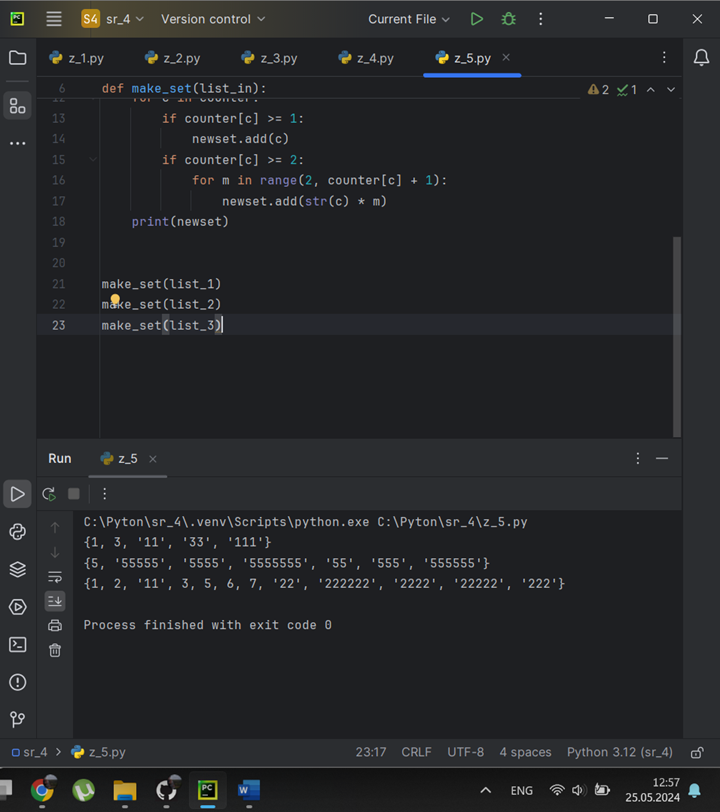 S4 sr_4 Version control Current File
z_1.py z_2.py z_3.py z_4.py z_5.py
6 def make_set(list_in): 2 1
12 for c in counter:
13 if counter[c] >= 1:
14 newset.add(c)
15 if counter[c] >= 2:
16 for m in range(2, counter[c] + 1):
17 newset.add(str(c) * m)
18 print(newset)
19
20
21 make_set(list_1)
22 make_set(list_2)
23 make_set(list_3)
Run z_5
C:\Pyton\sr_4\.venv\Scripts\python.exe C:\Pyton\sr_4\z_5.py
{1, 3, '11', '33', '111'}
{5, '55555', '5555', '5555555', '55', '555', '555555'}
{1, 2, '11', 3, 5, 6, 7, '22', '222222', '2222', '22222', '222'}
Process finished with exit code 0
sr_4 > z_5.py 23:17 CRLF UTF-8 4 spaces Python 3.12 (sr_4)
PC W ENG 12:57
25.05.2024